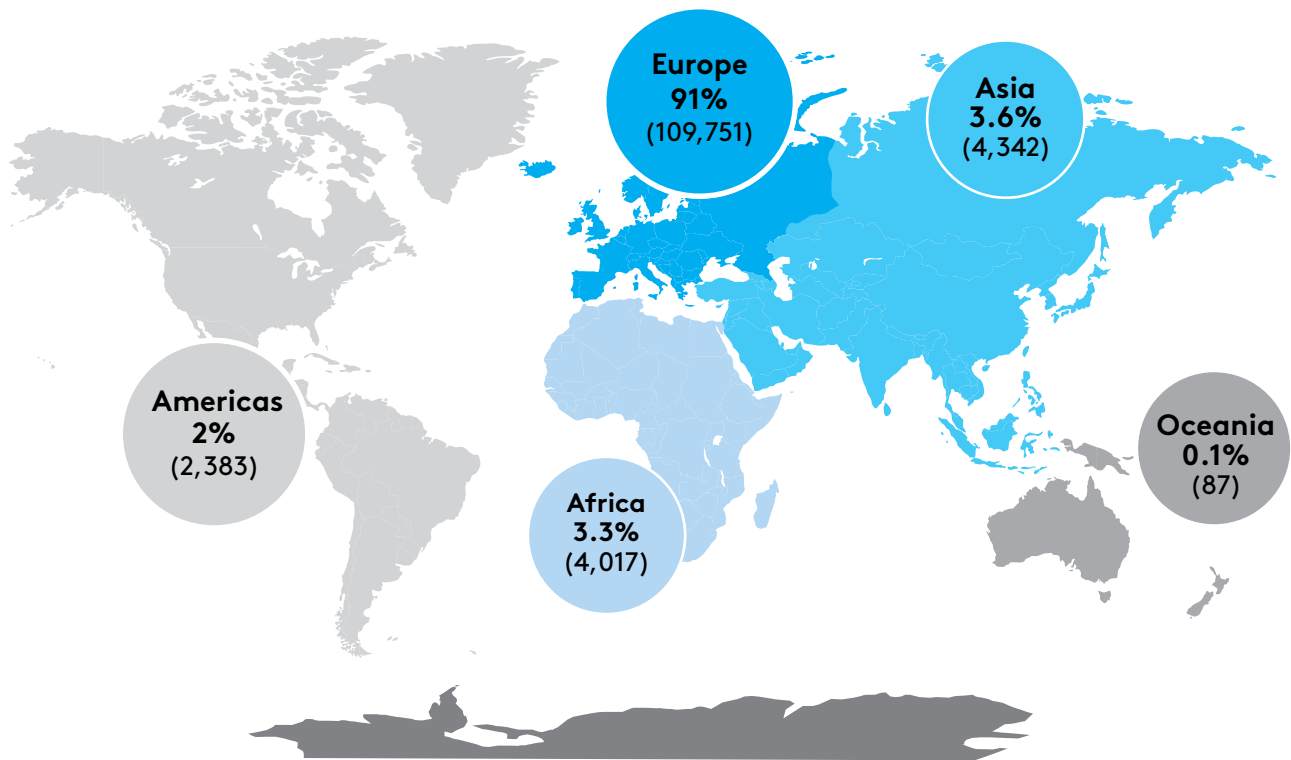 Europe
91%
(109,751)
Asia
3.6%
(4,342)
Americas
2%
(2,383)
Africa
3.3%
(4,017)
Oceania
0.1%
(87)